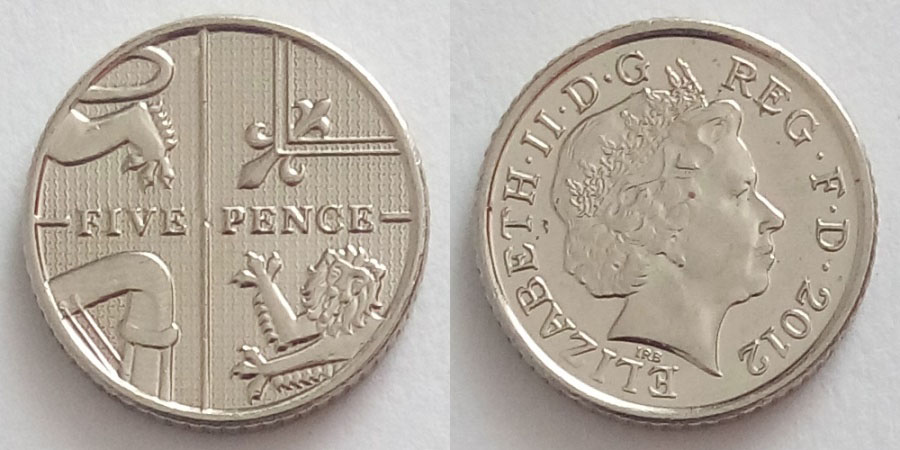 FIVE PENCE
ELIZABETH·II·D·G REG·F·D·2012
IRB